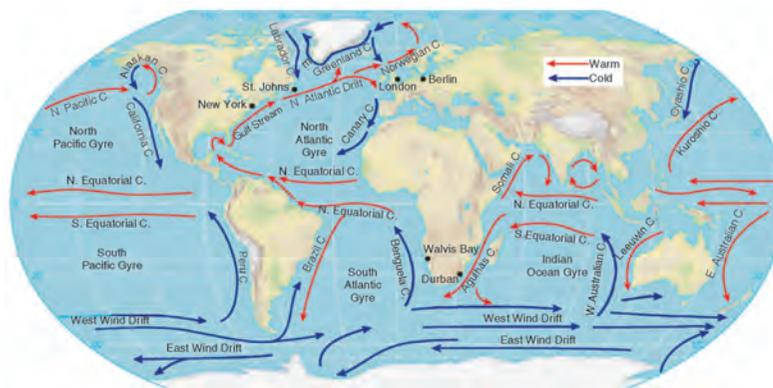 Labrador C.
Greenland C.
Norwegian C.
Alaskan C.
Warm
Cold
St. Johns
London
Berlin
N. Atlantic Drift
Oyashio C.
N. Pacific C.
New York
Gulf Stream
California C.
Kuroshio C.
North
Pacific Gyre
North
Atlantic
Gyre
Canary C.
N. Equatorial C.
N. Equatorial C.
Somali C.
N. Equatorial C.
N. Equatorial C.
S. Equatorial C.
S. Equatorial C.
Leeuwin C.
E. Australian C.
South
Pacific Gyre
Peru C.
Brazil C.
South
Atlantic
Gyre
Benguela C.
Walvis Bay
Durban
Agulhas C.
Indian
Ocean Gyre
W. Australian C.
West Wind Drift
West Wind Drift
East Wind Drift
East Wind Drift